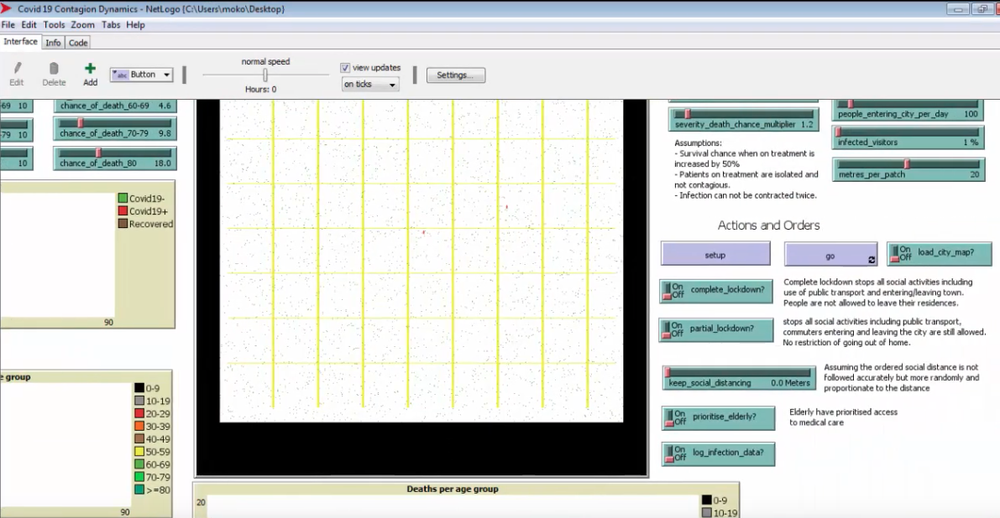 Covid 19 Contagion Dynamics - NetLogo {C:\Users\moko\Desktop}
File Edit Tools Zoom Tabs Help
Interface Info Code
Edit
Delete
Add
abc Button
normal speed
Hours: 0
view updates
on ticks
Settings...
-69 10
chance_of_death_60-69 4.6
-79 10
chance_of_death_70-79 9.8
10
chance_of_death_80 18.0
Covid19-
Covid19+
Recovered
90
e group
0-9
10-19
20-29
30-39
40-49
50-59
60-69
70-79
>=80
90
Deaths per age group
20
0-9
10-19
severity_death_chance_multiplier 1.2
people_entering_city_per_day 100
infected_visitors 1 %
metres_per_patch 20
Assumptions:
- Survival chance when on treatment is
increased by 50%
- Patients on treatment are isolated and
not contagious.
- Infection can not be contracted twice.
Actions and Orders
setup
go
On
Off
load_city_map?
On
Off
complete_lockdown?
Complete lockdown stops all social activities including
use of public transport and entering/leaving town.
People are not allowed to leave their residences.
On
Off
partial_lockdown?
stops all social activities including public transport,
commuters entering and leaving the city are still allowed.
No restriction of going out of home.
keep_social_distancing 0.0 Meters
Assuming the ordered social distance is not
followed accurately but more randomly and
proportionate to the distance
On
Off
prioritise_elderly?
Elderly have prioritised access
to medical care
On
Off
log_infection_data?